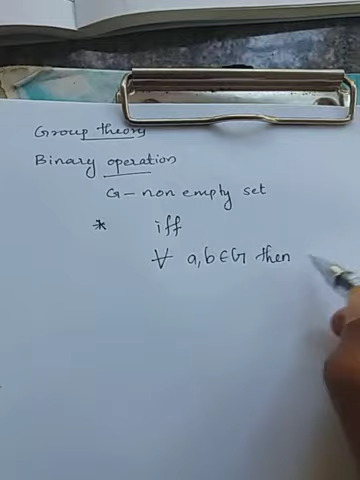 Group theory
Binary operation
G - non empty set
* iff
∀ a, b ∈ G then